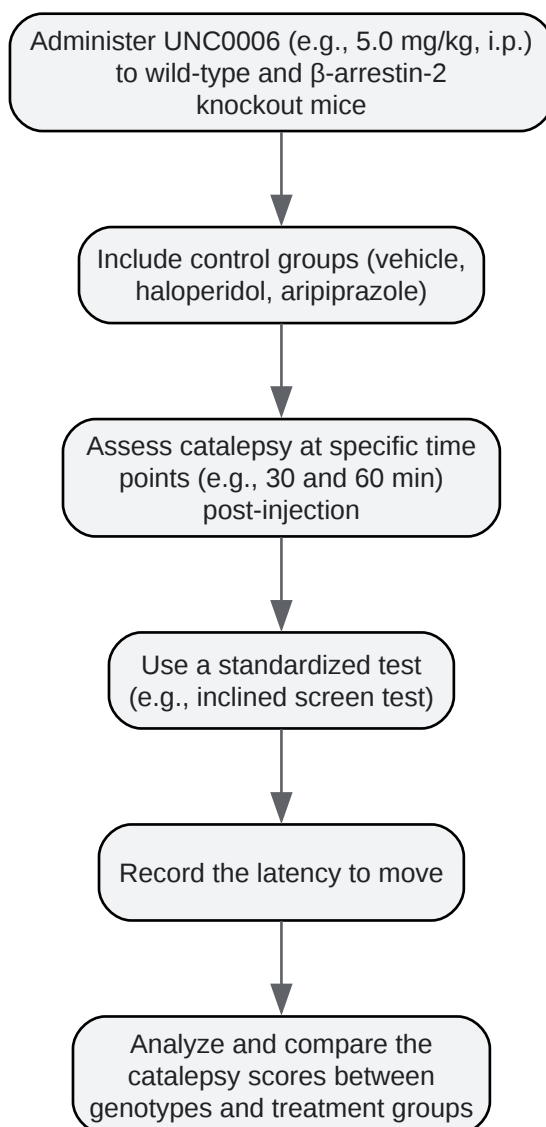 Administer UNC0006 (e.g., 5.0 mg/kg, i.p.)
to wild-type and β-arrestin-2
knockout mice
Include control groups (vehicle,
haloperidol, aripiprazole)
Assess catalepsy at specific time
points (e.g., 30 and 60 min)
post-injection
Use a standardized test
(e.g., inclined screen test)
Record the latency to move
Analyze and compare the
catalepsy scores between
genotypes and treatment groups